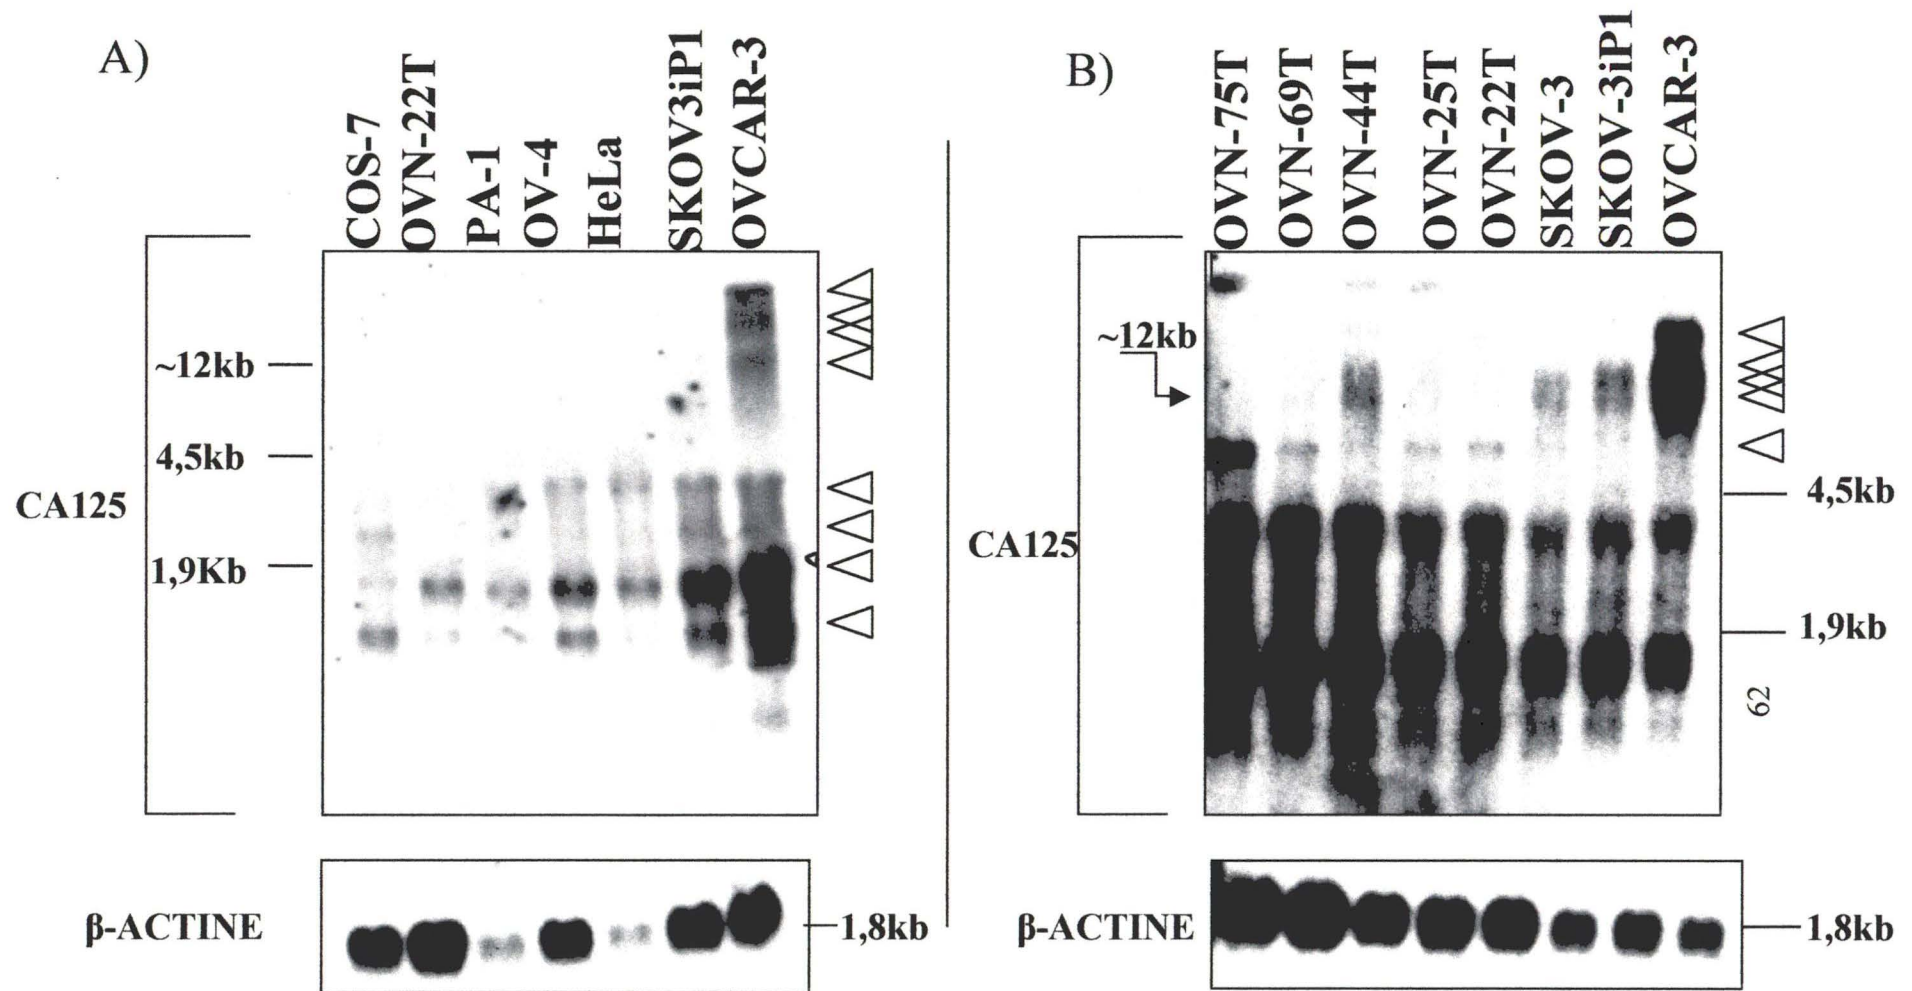 A)
COS-7
OVN-22T
PA-1
OV-4
HeLa
SKOV3iP1
OVCAR-3
~12kb
4,5kb
CA125
1,9Kb
β-ACTINE
1,8kb
B)
OVN-75T
OVN-69T
OVN-44T
OVN-25T
OVN-22T
SKOV-3
SKOV-3iP1
OVCAR-3
~12kb
4,5kb
CA125
1,9kb
62
β-ACTINE
1,8kb